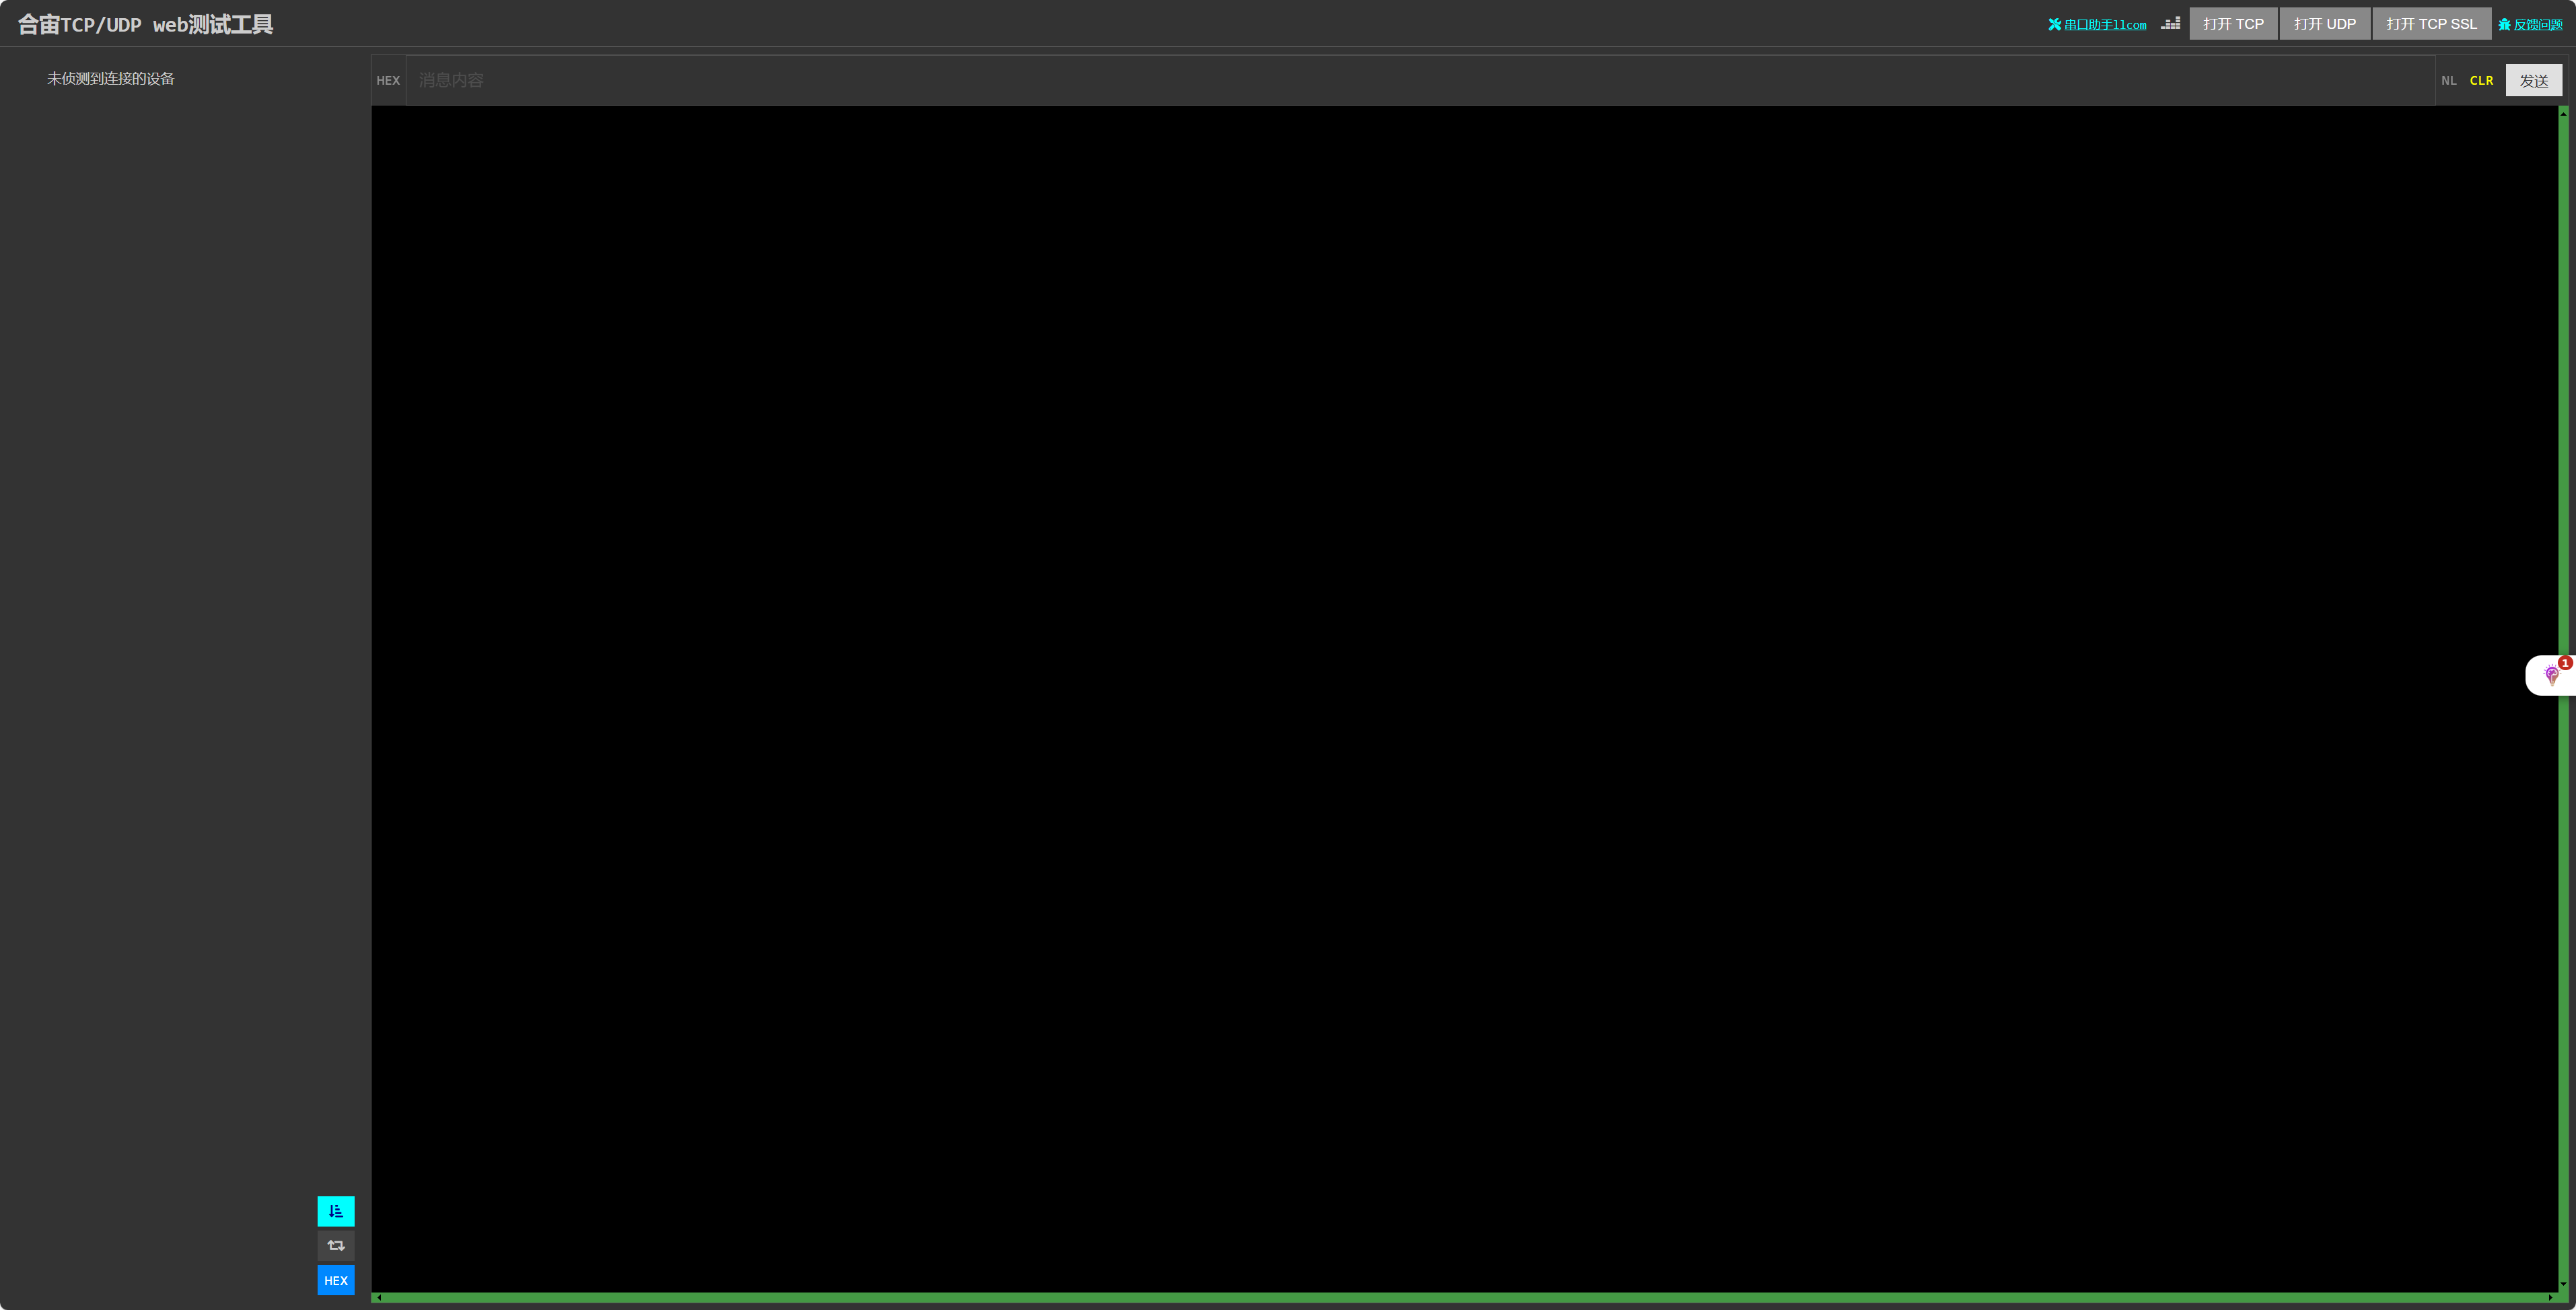 合宙TCP/UDP web测试工具
串口助手llcom
打开 TCP
打开 UDP
打开 TCP SSL
反馈问题
未侦测到连接的设备
HEX
消息内容
NL
CLR
发送
1
HEX